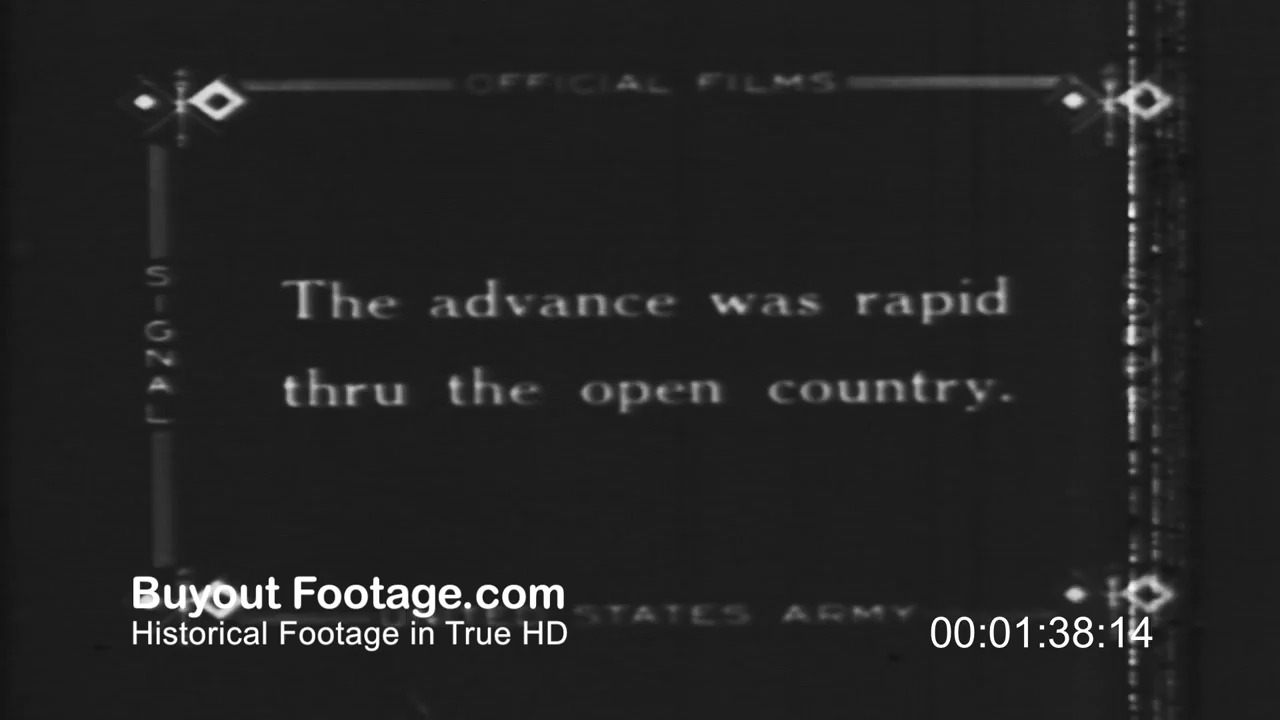 OFFICIAL FILMS
SIGNAL
The advance was rapid
thru the open country.
STATES ARMY
Buyout Footage.com
Historical Footage in True HD
00:01:38:14